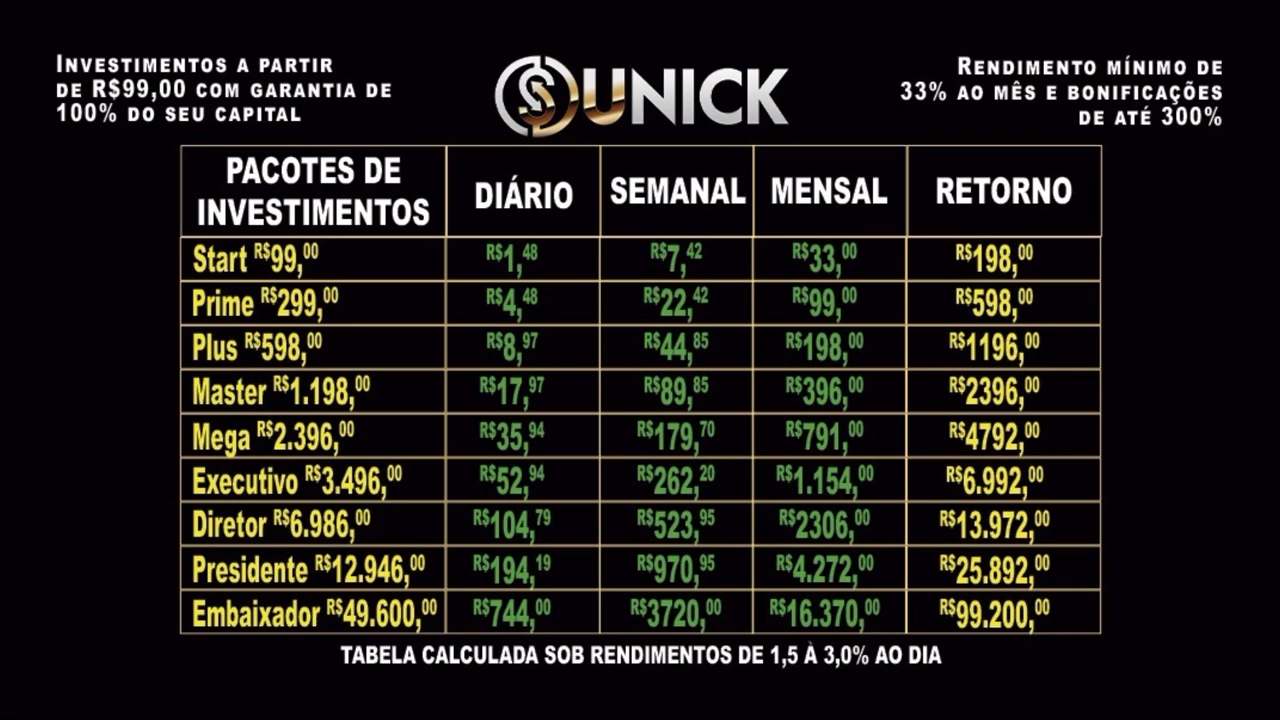 INVESTIMENTOS A PARTIR
DE R$99,00 COM GARANTIA DE
100% DO SEU CAPITAL
UNICK
RENDIMENTO MÍNIMO DE
33% AO MÊS E BONIFICAÇÕES
DE ATÉ 300%
PACOTES DE
INVESTIMENTOS DIÁRIO SEMANAL MENSAL RETORNO
Start R$99,00 R$1,48 R$7,42 R$33,00 R$198,00
Prime R$299,00 R$4,48 R$22,42 R$99,00 R$598,00
Plus R$598,00 R$8,97 R$44,85 R$198,00 R$1196,00
Master R$1.198,00 R$17,97 R$89,85 R$396,00 R$2396,00
Mega R$2.396,00 R$35,94 R$179,70 R$791,00 R$4792,00
Executivo R$3.496,00 R$52,94 R$262,20 R$1.154,00 R$6.992,00
Diretor R$6.986,00 R$104,79 R$523,95 R$2306,00 R$13.972,00
Presidente R$12.946,00 R$194,19 R$970,95 R$4.272,00 R$25.892,00
Embaixador R$49.600,00 R$744,00 R$3720,00 R$16.370,00 R$99.200,00
TABELA CALCULADA SOB RENDIMENTOS DE 1,5 À 3,0% AO DIA